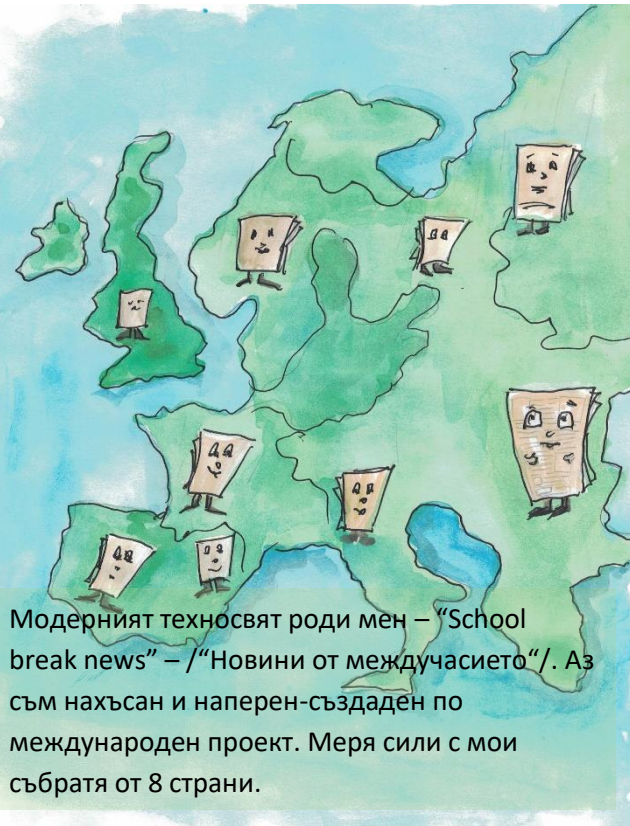 Модерният техносвят роди мен – “School
break news” – /“Новини от междучасието“/. Аз
съм нахъсан и наперен-създаден по
международен проект. Меря сили с мои
събратя от 8 страни.